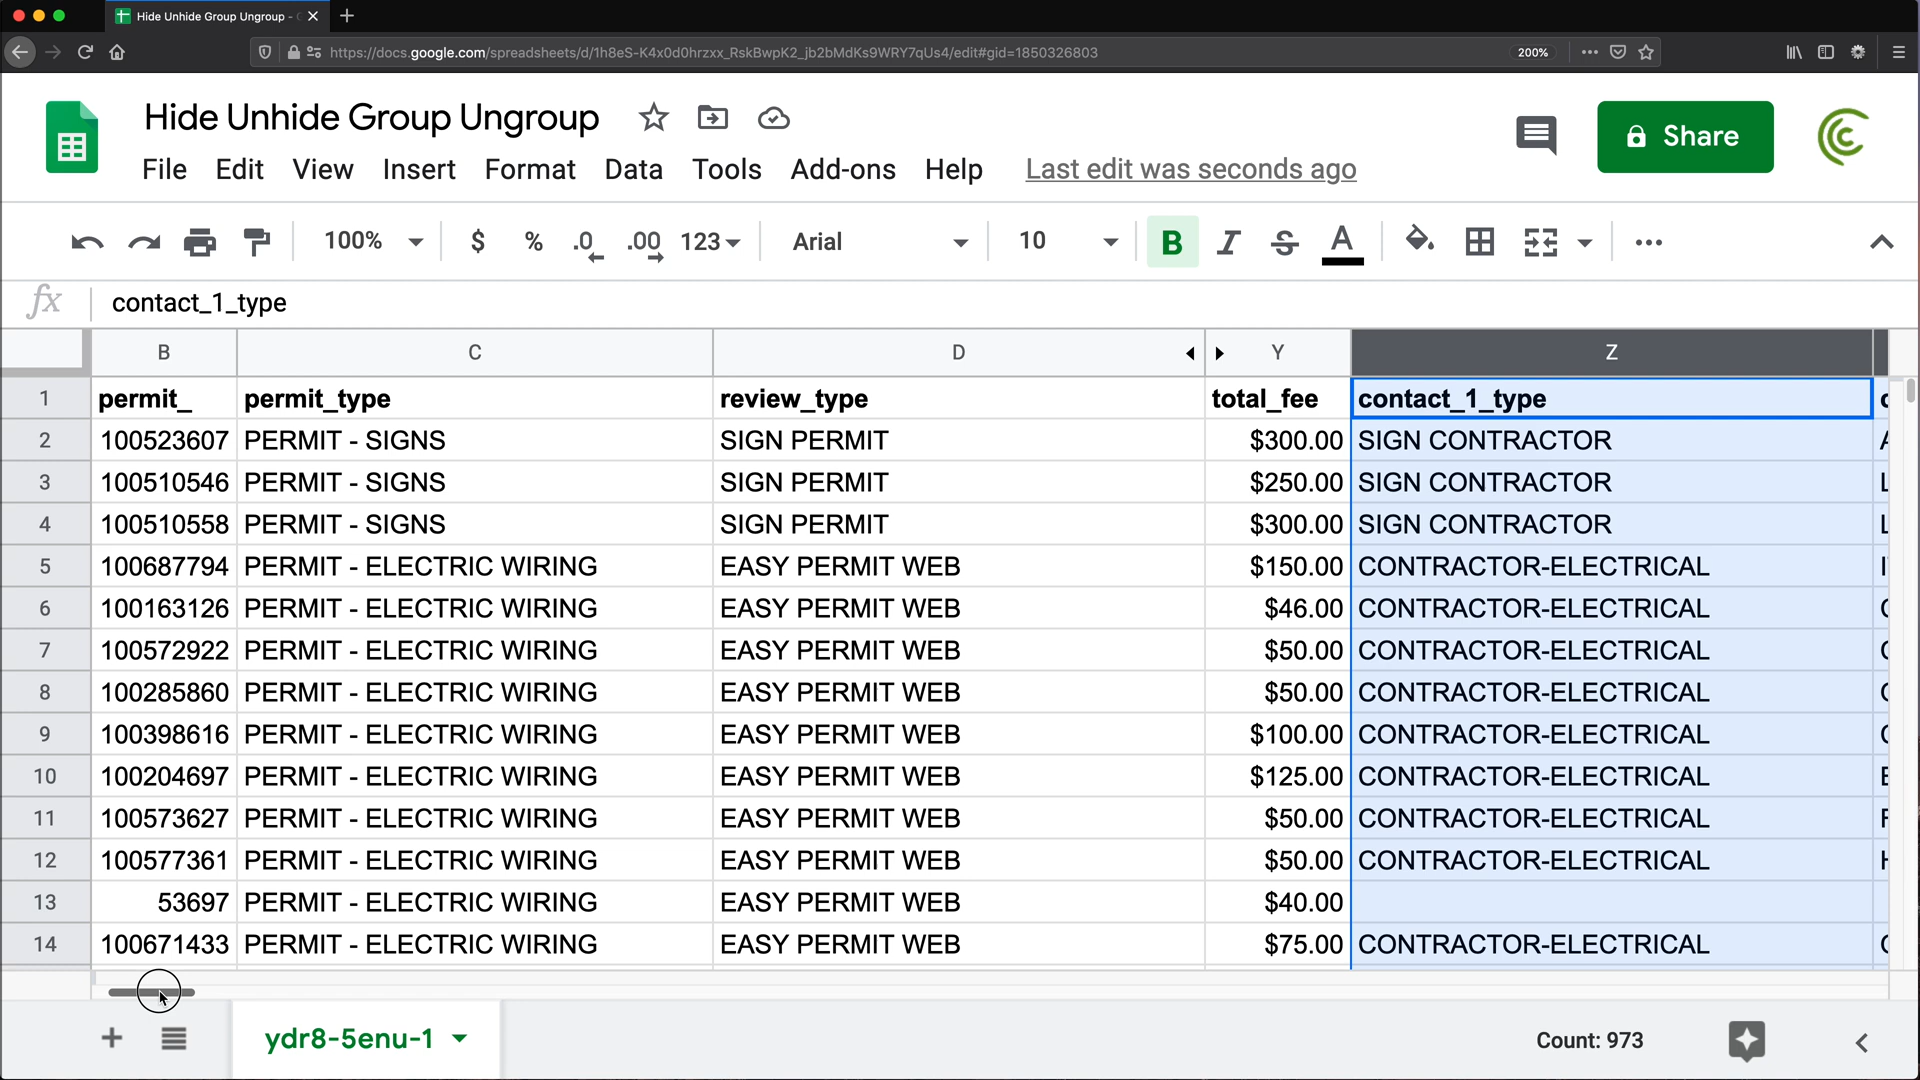 Hide Unhide Group Ungroup -
https://docs.google.com/spreadsheets/d/1h8eS-K4x0d0hrzxx_RskBwpK2_jb2bMdKs9WRY7qUs4/edit#gid=1850326803 200%
Hide Unhide Group Ungroup
Share
File Edit View Insert Format Data Tools Add-ons Help Last edit was seconds ago
100% $ % .0 .00 123 Arial 10 B I S A
fx contact_1_type
B C D Y Z
1 permit_ permit_type review_type total_fee contact_1_type
2 100523607 PERMIT - SIGNS SIGN PERMIT $300.00 SIGN CONTRACTOR
3 100510546 PERMIT - SIGNS SIGN PERMIT $250.00 SIGN CONTRACTOR
4 100510558 PERMIT - SIGNS SIGN PERMIT $300.00 SIGN CONTRACTOR
5 100687794 PERMIT - ELECTRIC WIRING EASY PERMIT WEB $150.00 CONTRACTOR-ELECTRICAL
6 100163126 PERMIT - ELECTRIC WIRING EASY PERMIT WEB $46.00 CONTRACTOR-ELECTRICAL
7 100572922 PERMIT - ELECTRIC WIRING EASY PERMIT WEB $50.00 CONTRACTOR-ELECTRICAL
8 100285860 PERMIT - ELECTRIC WIRING EASY PERMIT WEB $50.00 CONTRACTOR-ELECTRICAL
9 100398616 PERMIT - ELECTRIC WIRING EASY PERMIT WEB $100.00 CONTRACTOR-ELECTRICAL
10 100204697 PERMIT - ELECTRIC WIRING EASY PERMIT WEB $125.00 CONTRACTOR-ELECTRICAL
11 100573627 PERMIT - ELECTRIC WIRING EASY PERMIT WEB $50.00 CONTRACTOR-ELECTRICAL
12 100577361 PERMIT - ELECTRIC WIRING EASY PERMIT WEB $50.00 CONTRACTOR-ELECTRICAL
13 53697 PERMIT - ELECTRIC WIRING EASY PERMIT WEB $40.00
14 100671433 PERMIT - ELECTRIC WIRING EASY PERMIT WEB $75.00 CONTRACTOR-ELECTRICAL
ydr8-5enu-1 Count: 973